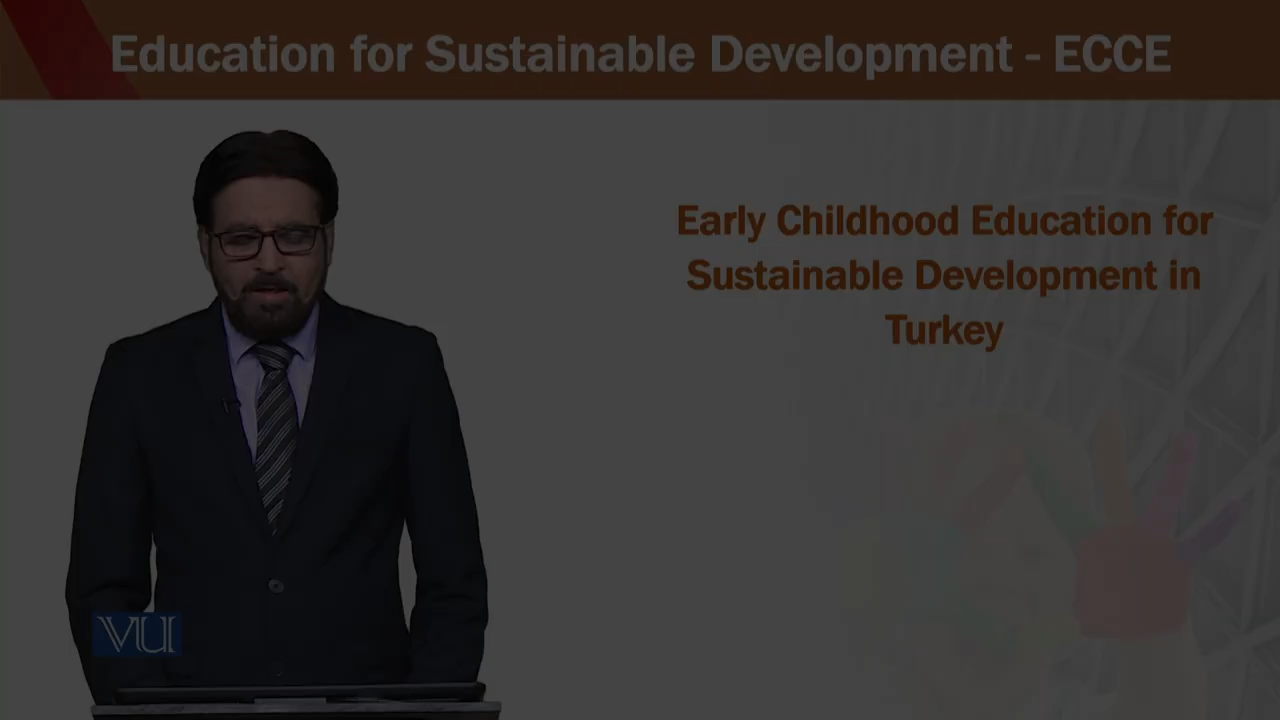 Education for Sustainable Development - ECCE
Early Childhood Education for
Sustainable Development in
Turkey
VU